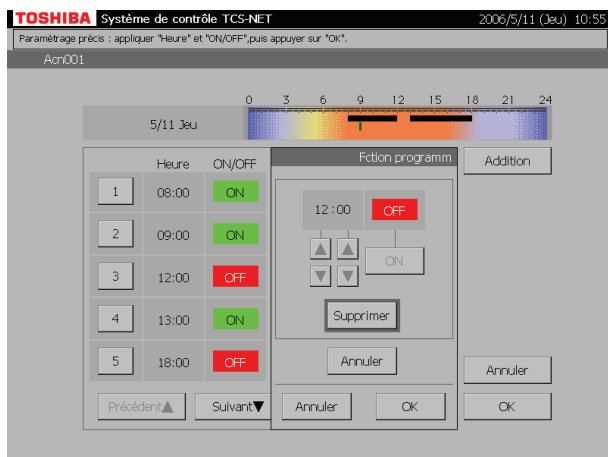 TOSHIBA Système de contrôle TCS-NET 2006/5/11 (Jeu) 10:55
Paramètrage précis : appliquer "Heure" et "ON/OFF",puis appuyer sur "OK".
Acn001
0 3 6 9 12 15 18 21 24
5/11 Jeu
Heure ON/OFF
1 08:00 ON
2 09:00 ON
3 12:00 OFF
4 13:00 ON
5 18:00 OFF
Précédent▲ Suivant▼
Fction programm
12:00 OFF
▲ ▲ ON
▼ ▼
Supprimer
Annuler
Annuler OK
Addition
Annuler
OK